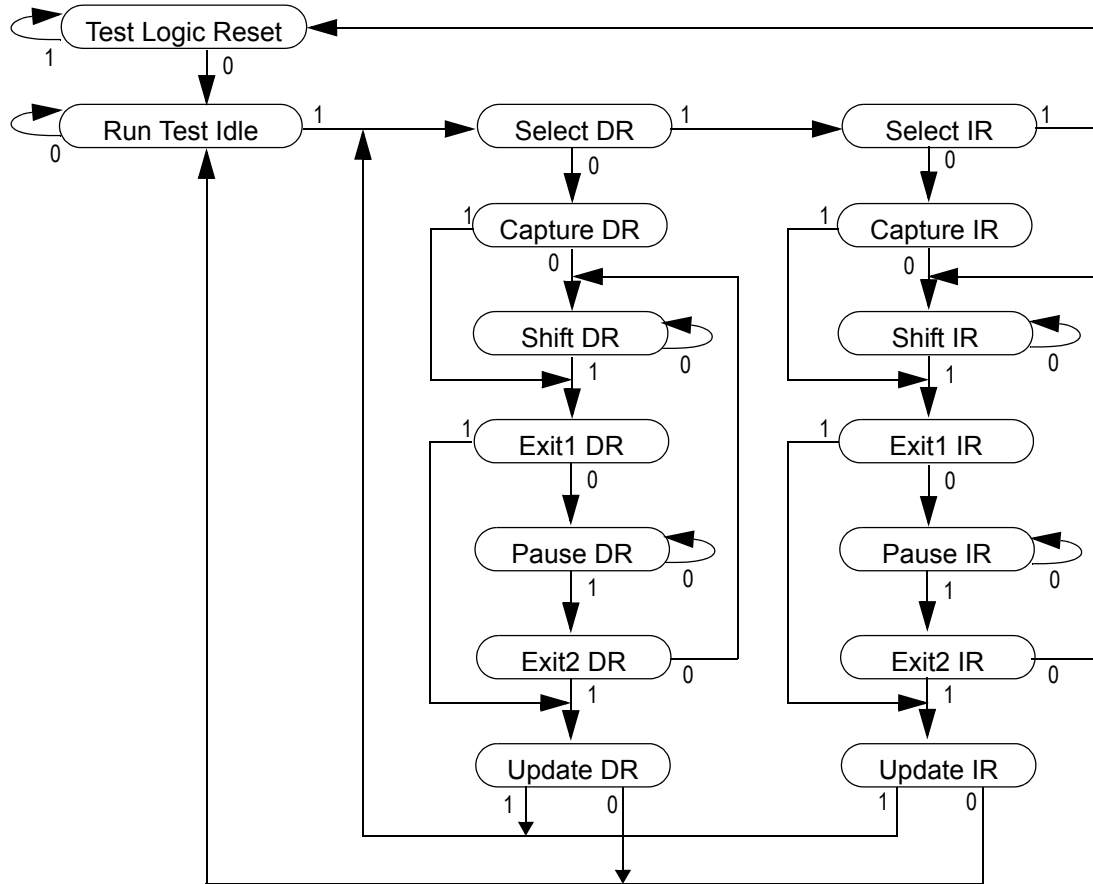 Test Logic Reset
1
0
Run Test Idle
0
1
Select DR
1
0
Select IR
1
0
Capture DR
1
0
Capture IR
1
0
Shift DR
0
1
Shift IR
0
1
Exit1 DR
1
0
Exit1 IR
1
0
Pause DR
0
1
Pause IR
0
1
Exit2 DR
0
1
Exit2 IR
0
1
Update DR
1
0
Update IR
1
0